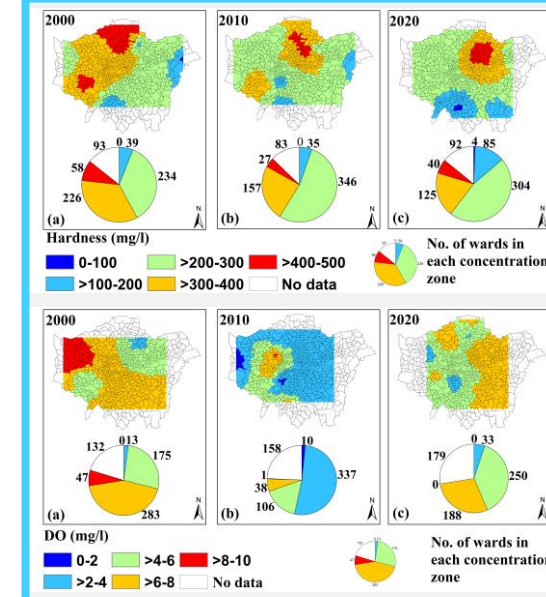 2000
2010
2020
93 0 39
58
234
226
(a)
N
83 0 35
27
157
346
(b)
N
92 4 85
40
125
304
(c)
N
Hardness (mg/l)
0-100
>200-300
>400-500
>100-200
>300-400
No data
No. of wards in
each concentration
zone
2000
2010
2020
132 0 13
175
47
283
(a)
N
158 10
1
38
106
337
(b)
N
179 0 33
0
250
188
(c)
N
DO (mg/l)
0-2
>4-6
>8-10
>2-4
>6-8
No data
No. of wards in
each concentration
zone